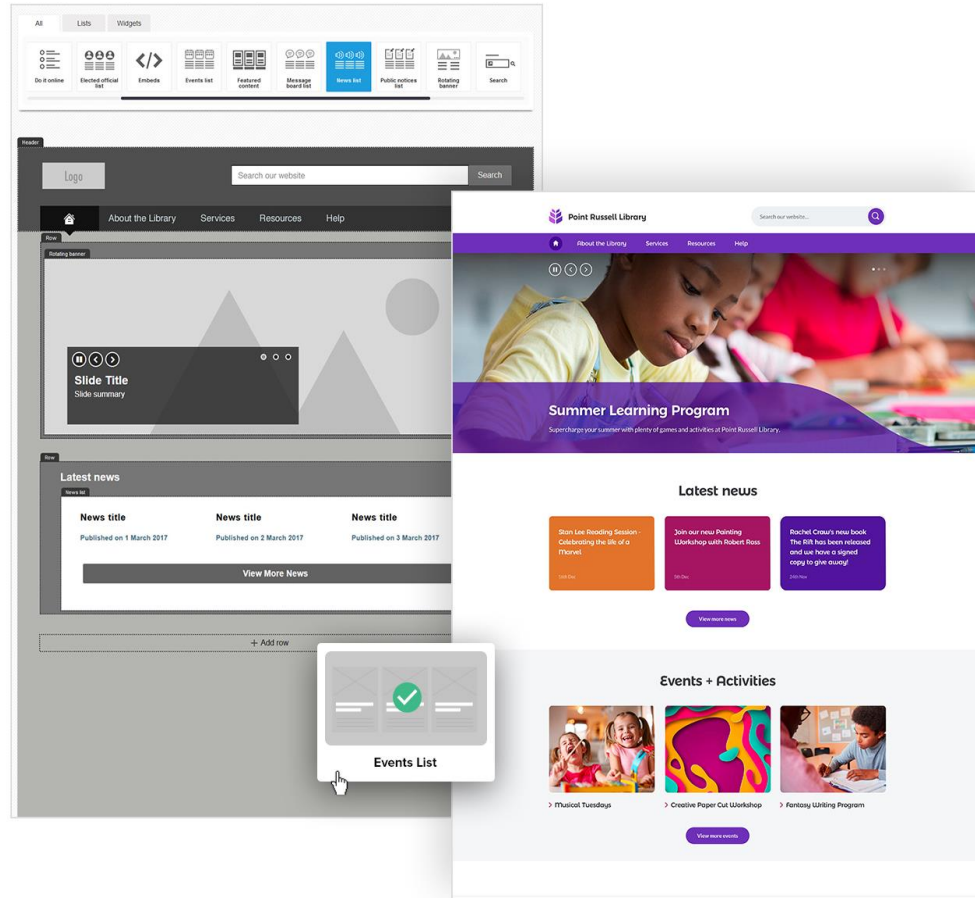 All Lists Widgets
Do it online
Elected official
list
Embeds
Events list
Featured
content
Message
board list
News list
Public notices
list
Rotating
banner
Search
Header
Logo
Search our website
Search
About the Library Services Resources Help
Row
Rotating banner
Slide Title
Slide summary
Row
Latest news
News list
News title
Published on 1 March 2017
News title
Published on 2 March 2017
News title
Published on 3 March 2017
View More News
+ Add row
Events List
Point Russell Library
Search our website...
About the Library Services Resources Help
Summer Learning Program
Supercharge your summer with plenty of games and activities at Point Russell Library.
Latest news
Stan Lee Reading Session -
Celebrating the life of a
Marvel
Join our new Painting
Workshop with Robert Ross
5th Dec
Rachel Craw's new book
The Rift has been released
and we have a signed
copy to give away!
24th Nov
View more news
Events + Activities
> Musical Tuesdays
> Creative Paper Cut Workshop
> Fantasy Writing Program
View more events